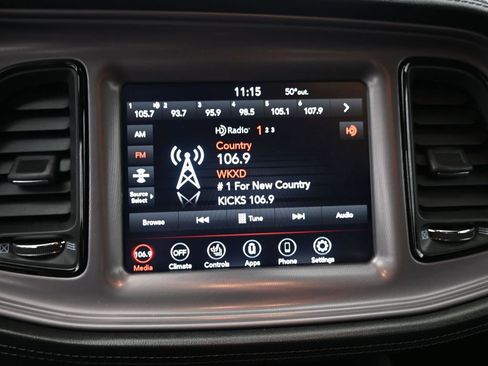 11:15 50°out.
1 2 3 4 5 6
105.7 93.7 95.9 98.5 105.1 107.9
AM HD Radio 1 2 3 HD
Country
FM 106.9
WKXD
# 1 For New Country
Source Select KICKS 106.9
Browse Tune Audio
106.9 OFF
Media Climate Controls Apps Phone Settings